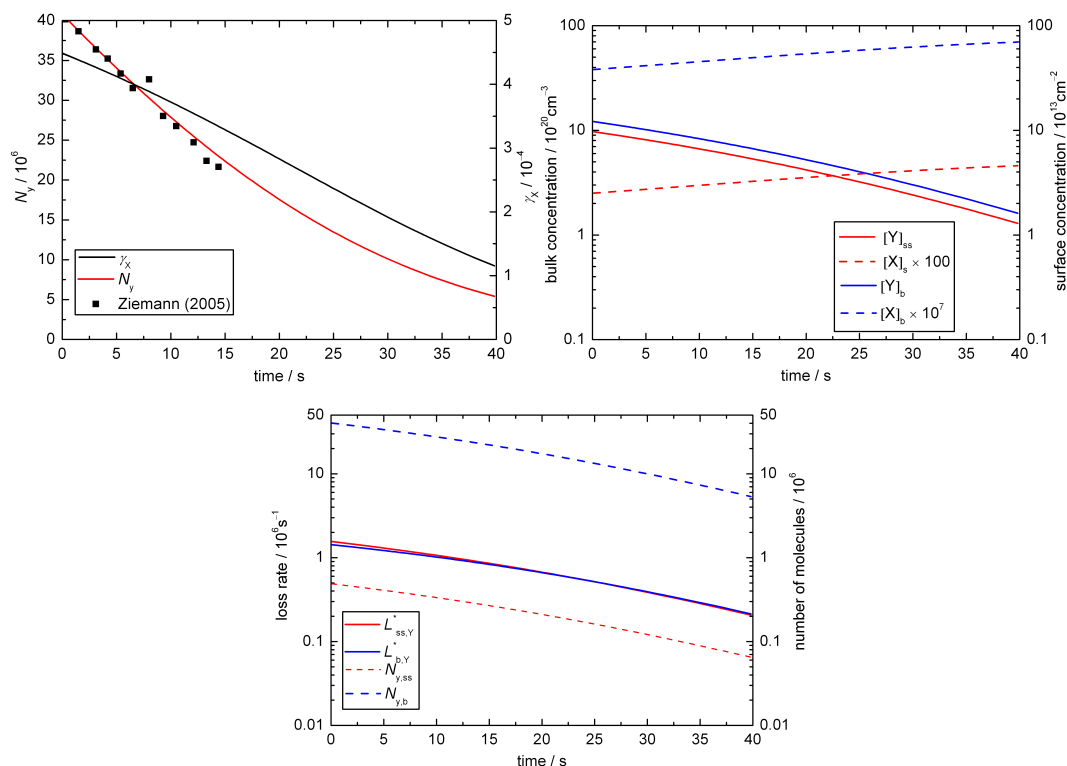 40
35
30
25
20
15
10
5
0
N_y / 10^6
5
4
3
2
1
0
γ_X / 10^-4
γ_X
N_y
Ziemann (2005)
0 5 10 15 20 25 30 35 40
time / s
100
10
1
0.1
bulk concentration / 10^20 cm^-3
100
10
1
0.1
surface concentration / 10^13 cm^-2
[Y]_ss
[X]_s × 100
[Y]_b
[X]_b × 10^7
0 5 10 15 20 25 30 35 40
time / s
50
10
1
0.1
0.01
loss rate / 10^6 s^-1
50
10
1
0.1
0.01
number of molecules / 10^6
L*_ss,Y
L*_b,Y
N_y,ss
N_y,b
0 5 10 15 20 25 30 35 40
time / s